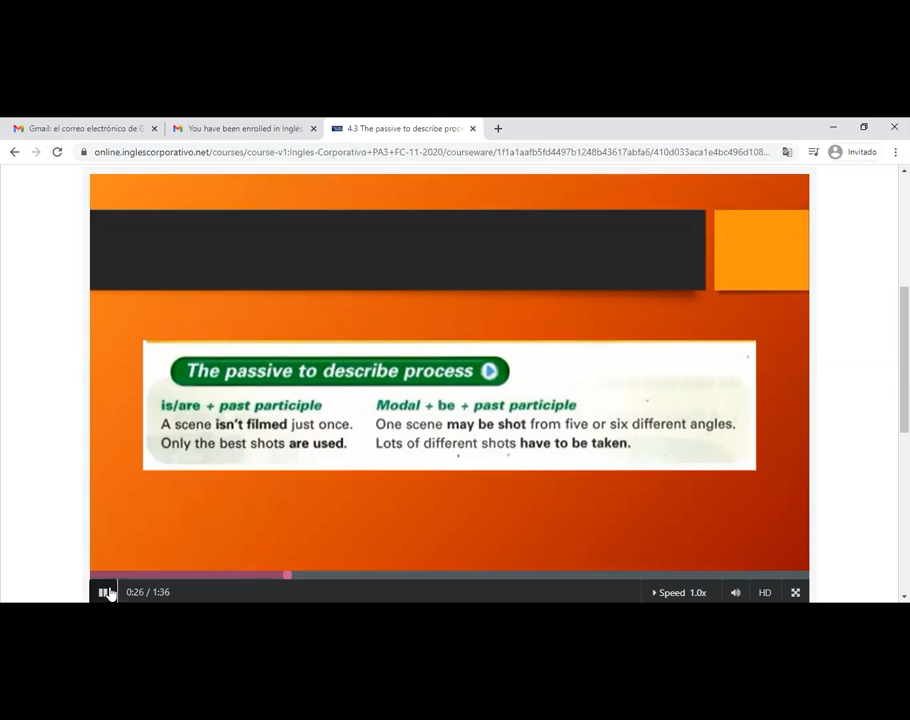 Gmail: el correo electrónico de G
You have been enrolled in Inglés
4.3 The passive to describe proce
online.inglescorporativo.net/courses/course-v1:Ingles-Corporativo+PA3+FC-11-2020/courseware/1f1a1aafb5fd4497b1248b43617abfa6/410d033aca1e4bc496d108...
Invitado
The passive to describe process
is/are + past participle
A scene isn't filmed just once.
Only the best shots are used.
Modal + be + past participle
One scene may be shot from five or six different angles.
Lots of different shots have to be taken.
0:26 / 1:36
Speed 1.0x
HD